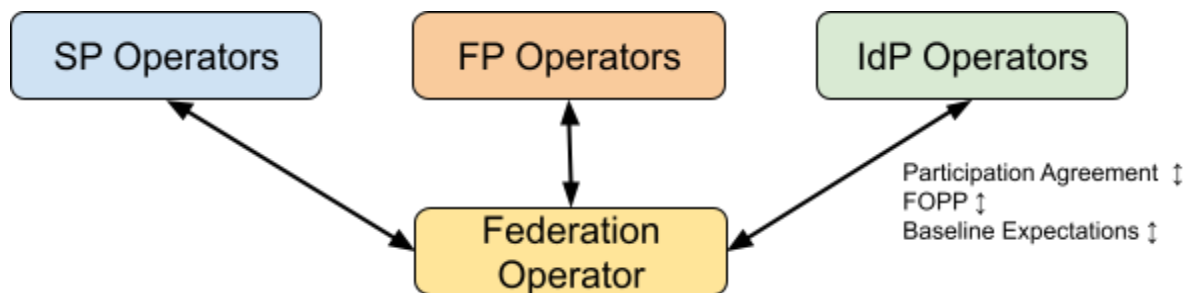 SP Operators
FP Operators
IdP Operators
Participation Agreement ↕
FOPP ↕
Baseline Expectations ↕
Federation
Operator